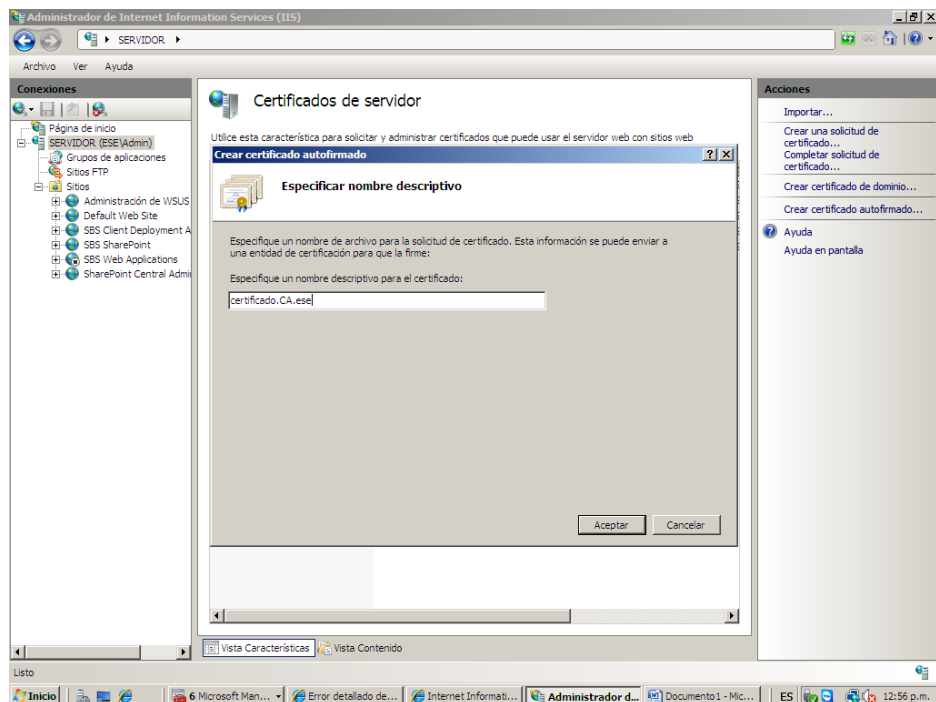 Administrador de Internet Information Services (IIS)
SERVIDOR
Archivo Ver Ayuda
Conexiones
Página de inicio
SERVIDOR (ESE\Admin)
Grupos de aplicaciones
Sitios FTP
Sitios
Administración de WSUS
Default Web Site
SBS Client Deployment A
SBS SharePoint
SBS Web Applications
SharePoint Central Admi
Certificados de servidor
Utilice esta característica para solicitar y administrar certificados que puede usar el servidor web con sitios web
Crear certificado autofirmado
Especificar nombre descriptivo
Especifique un nombre de archivo para la solicitud de certificado. Esta información se puede enviar a
una entidad de certificación para que la firme:
Especifique un nombre descriptivo para el certificado:
certificado.CA.ese
Aceptar Cancelar
Vista Características Vista Contenido
Acciones
Importar...
Crear una solicitud de
certificado...
Completar solicitud de
certificado...
Crear certificado de dominio...
Crear certificado autofirmado...
Ayuda
Ayuda en pantalla
Listo
Inicio 6 Microsoft Man... Error detallado de... Internet Informati... Administrador d... Documento1 - Mic... ES 12:56 p.m.